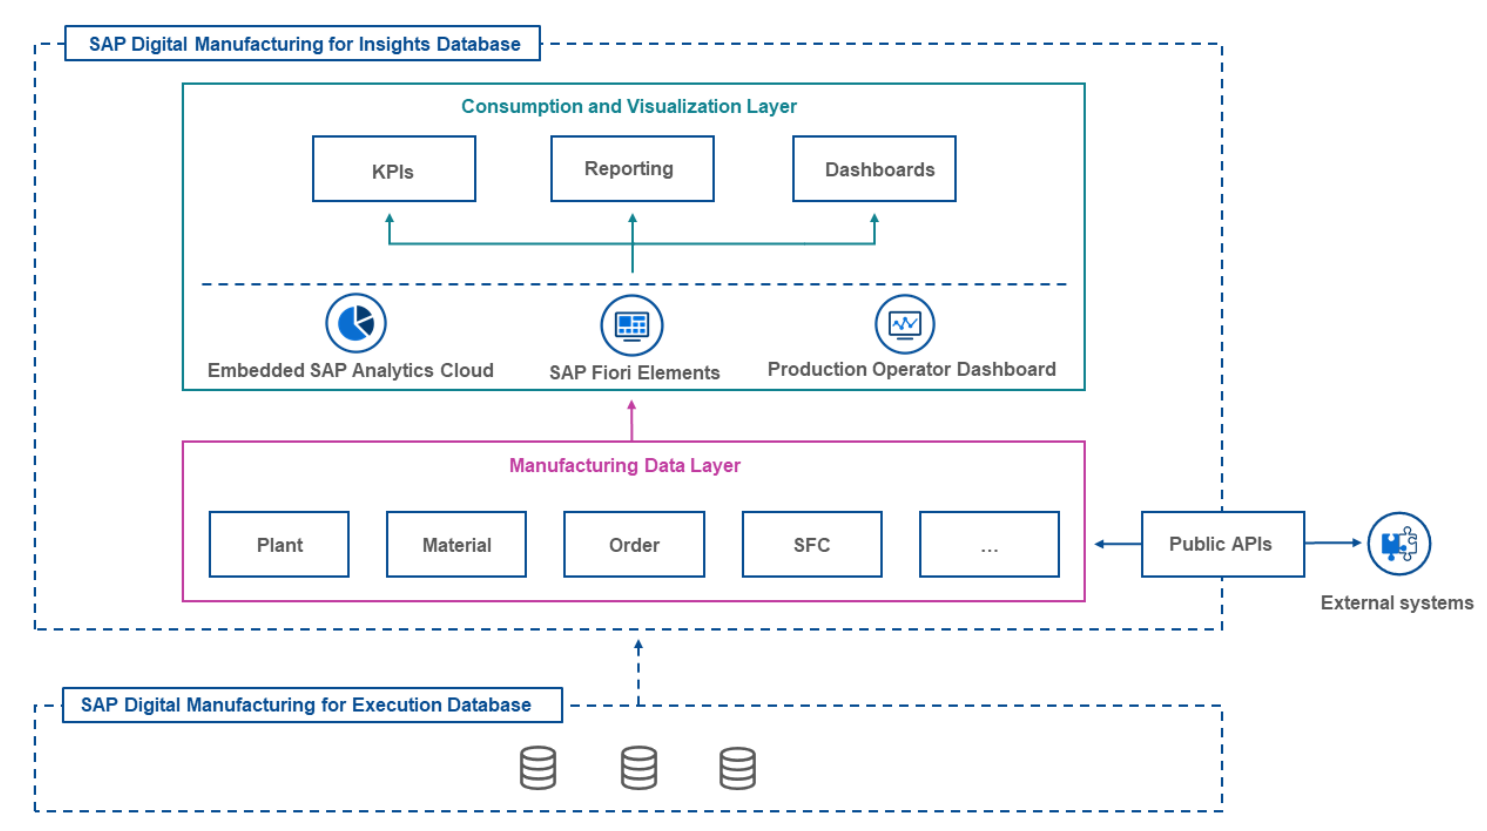 SAP Digital Manufacturing for Insights Database
Consumption and Visualization Layer
KPIs
Reporting
Dashboards
Embedded SAP Analytics Cloud
SAP Fiori Elements
Production Operator Dashboard
Manufacturing Data Layer
Plant
Material
Order
SFC
...
Public APIs
External systems
SAP Digital Manufacturing for Execution Database